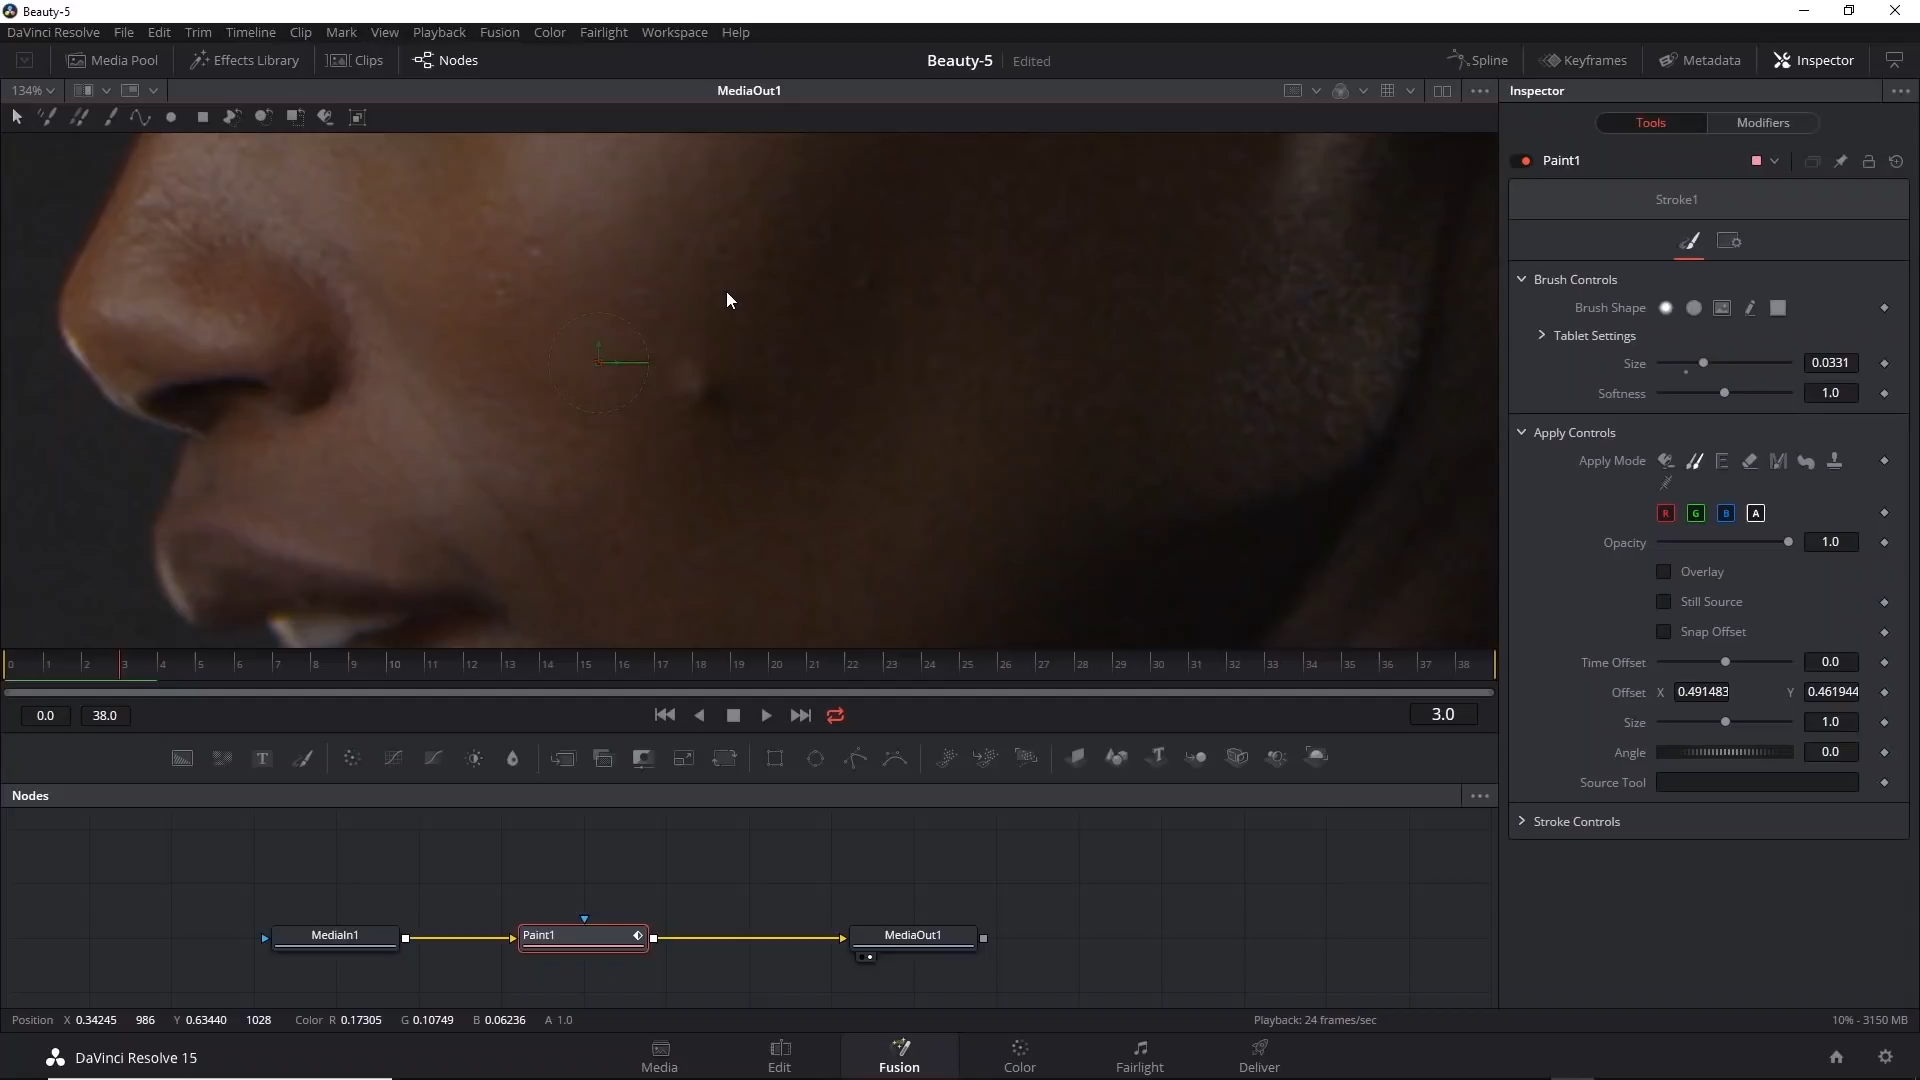 Beauty-5
DaVinci Resolve File Edit Trim Timeline Clip Mark View Playback Fusion Color Fairlight Workspace Help
Media Pool Effects Library Clips Nodes Beauty-5 Edited Spline Keyframes Metadata Inspector
134% MediaOut1 Inspector
Tools Modifiers
Paint1
Stroke1
Brush Controls
Brush Shape
Tablet Settings
Size 0.0331
Softness 1.0
Apply Controls
Apply Mode
R G B A
Opacity 1.0
Overlay
Still Source
Snap Offset
Time Offset 0.0
Offset X 0.491483 Y 0.461944
Size 1.0
Angle 0.0
Source Tool
Stroke Controls
0 1 2 3 4 5 6 7 8 9 10 11 12 13 14 15 16 17 18 19 20 21 22 23 24 25 26 27 28 29 30 31 32 33 34 35 36 37 38
0.0 38.0 3.0
Nodes
MediaIn1 Paint1 MediaOut1
Position X 0.34245 986 Y 0.63440 1028 Color R 0.17305 G 0.10749 B 0.06236 A 1.0 Playback: 24 frames/sec 10% - 3150 MB
DaVinci Resolve 15 Media Edit Fusion Color Fairlight Deliver